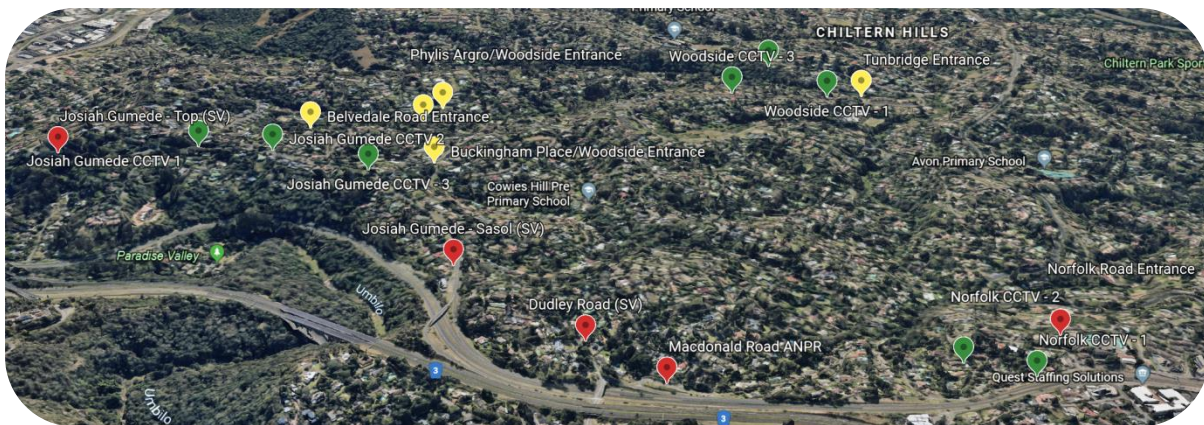 Primary School
CHILTERN HILLS
Phylis Argro/Woodside Entrance
Woodside CCTV - 3
Tunbridge Entrance
Chiltern Park Sport
Woodside CCTV - 1
Josiah Gumede - Top (SV)
Belvedale Road Entrance
Josiah Gumede CCTV 2
Josiah Gumede CCTV 1
Buckingham Place/Woodside Entrance
Avon Primary School
Josiah Gumede CCTV - 3
Cowies Hill Pre
Primary School
Josiah Gumede - Sasol (SV)
Paradise Valley
Norfolk Road Entrance
Umbilo
Norfolk CCTV - 2
Dudley Road (SV)
Norfolk CCTV - 1
Macdonald Road ANPR
3
Quest Staffing Solutions
Umbilo
3